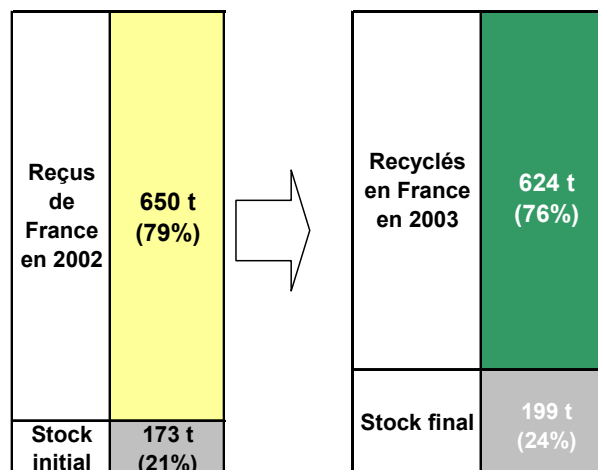 Reçus
de
France
en 2002
650 t
(79%)
Stock
initial
173 t
(21%)
Recyclés
en France
en 2003
624 t
(76%)
Stock final
199 t
(24%)